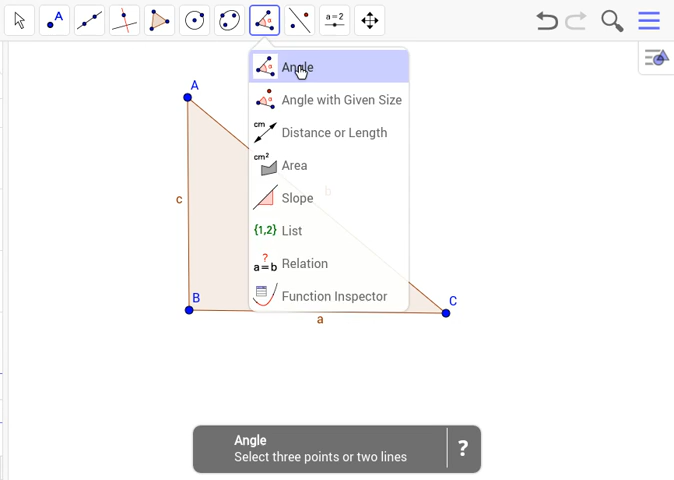 A
α
α
a=2
A
α
Angle
α
Angle with Given Size
cm
Distance or Length
cm²
Area
c
b
Slope
{1,2}
List
?
a=b
Relation
B
Function Inspector
C
a
Angle
Select three points or two lines
?